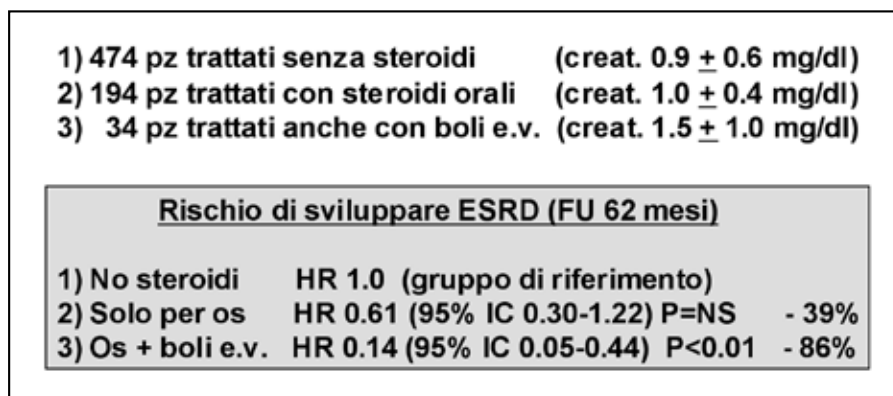 1) 474 pz trattati senza steroidi (creat. 0.9 ± 0.6 mg/dl)
2) 194 pz trattati con steroidi orali (creat. 1.0 ± 0.4 mg/dl)
3) 34 pz trattati anche con boli e.v. (creat. 1.5 ± 1.0 mg/dl)
Rischio di sviluppare ESRD (FU 62 mesi)
1) No steroidi HR 1.0 (gruppo di riferimento)
2) Solo per os HR 0.61 (95% IC 0.30-1.22) P=NS - 39%
3) Os + boli e.v. HR 0.14 (95% IC 0.05-0.44) P<0.01 - 86%